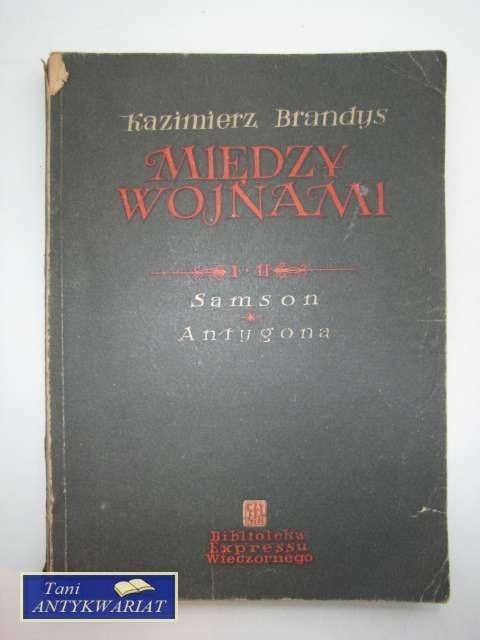 Kazimierz Brandys
MIĘDZY
WOJNAMI
I · II
Samson
*
Antygona
Biblioteka
Expressu
Wieczornego
Tani
ANTYKWARIAT